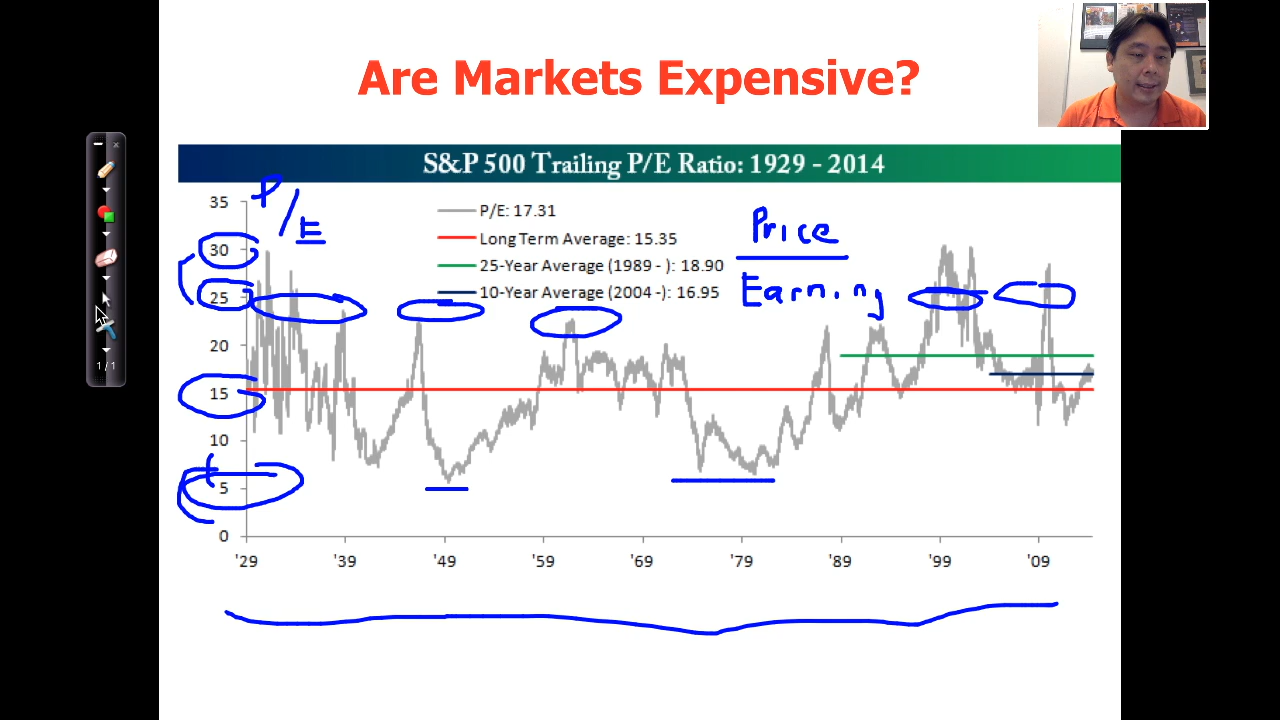 Are Markets Expensive?
S&P 500 Trailing P/E Ratio: 1929 - 2014
P/E
Price
Earning
P/E: 17.31
Long Term Average: 15.35
25-Year Average (1989 - ): 18.90
10-Year Average (2004 -): 16.95
35
30
25
20
15
10
5
0
'29 '39 '49 '59 '69 '79 '89 '99 '09
1/1